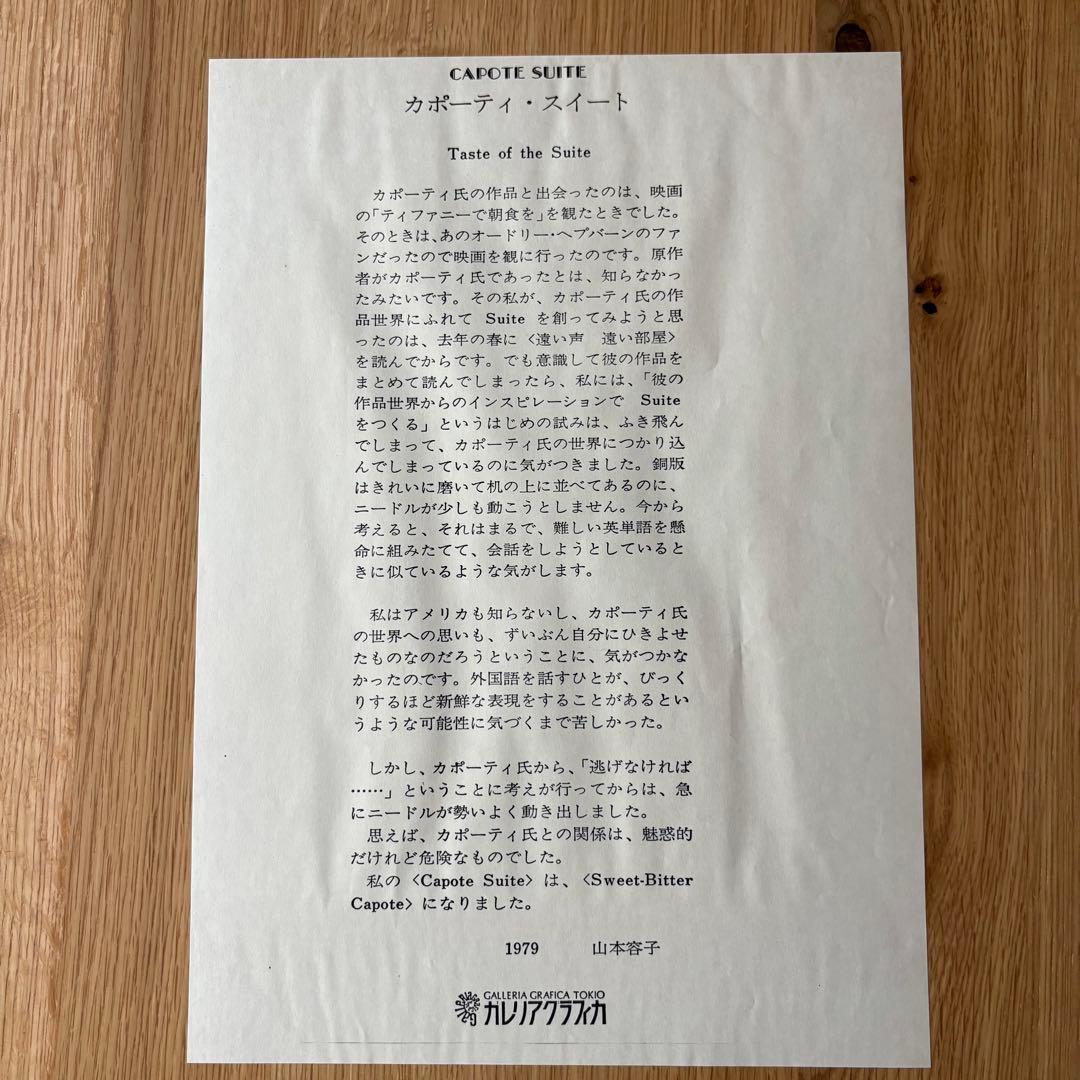 CAPOTE SUITE
カポーティ・スイート
Taste of the Suite
カポーティ氏の作品と出会ったのは、映画
の「ティファニーで朝食を」を観たときでした。
そのときは、あのオードリー・ヘプバーンのファ
ンだったので映画を観に行ったのです。原作
者がカポーティ氏であったとは、知らなかっ
たみたいです。その私が、カポーティ氏の作
品世界にふれて Suite を創ってみようと思
ったのは、去年の春に〈遠い声 遠い部屋〉
を読んでからです。でも意識して彼の作品を
まとめて読んでしまったら、私には、「彼の
作品世界からのインスピレーションで Suite
をつくる」というはじめの試みは、ふき飛ん
でしまって、カポーティ氏の世界につかり込
んでしまっているのに気がつきました。銅版
はきれいに磨いて机の上に並べてあるのに、
ニードルが少しも動こうとしません。今から
考えると、それはまるで、難しい英単語を懸
命に組みたてて、会話をしようとしていると
きに似ているような気がします。
私はアメリカも知らないし、カポーティ氏
の世界への思いも、ずいぶん自分にひきよせ
たものなのだろうということに、気がつかな
かったのです。外国語を話すひとが、びっく
りするほど新鮮な表現をすることがあるとい
うような可能性に気づくまで苦しかった。
しかし、カポーティ氏から、「逃げなければ
……」ということに考えが行ってからは、急
にニードルが勢いよく動き出しました。
思えば、カポーティ氏との関係は、魅惑的
だけれど危険なものでした。
私の〈Capote Suite〉は、〈Sweet-Bitter
Capote〉になりました。
1979 山本容子
GALLERIA GRAFICA TOKIO
ガレリアグラフィカ